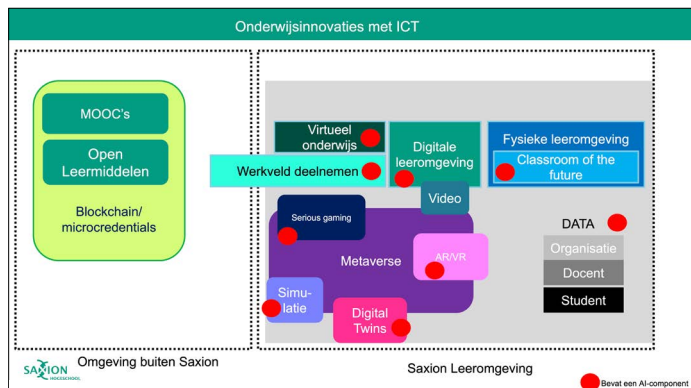 Onderwijsinnovaties met ICT
MOOC's
Open
Leermiddelen
Blockchain/
microcredentials
Virtueel
onderwijs
Werkveld deelnemen
Digitale
leeromgeving
Fysieke leeromgeving
Classroom of the
future
Video
Serious gaming
Metaverse
AR/VR
Simu-
latie
Digital
Twins
DATA
Organisatie
Docent
Student
Omgeving buiten Saxion
Saxion Leeromgeving
SAXION
HOGESCHOOL
Bevat een AI-component